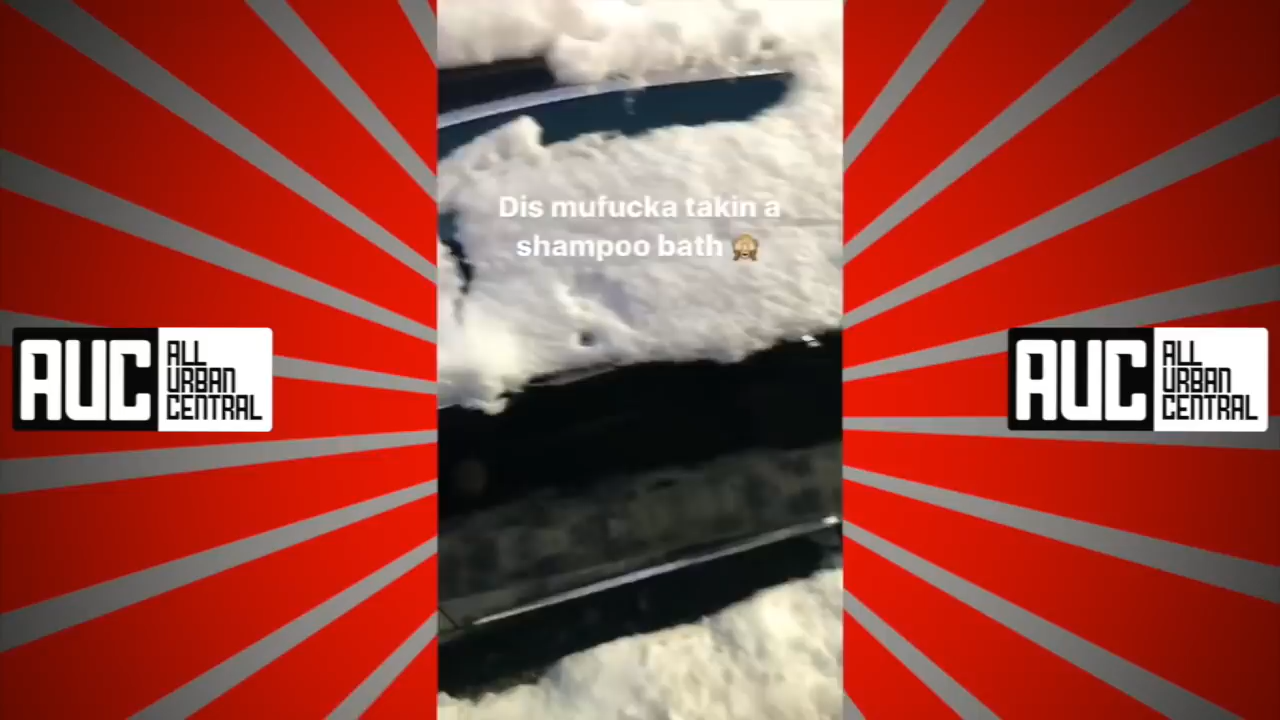 Dis mufucka takin a
shampoo bath 🙈
AUC
ALL
URBAN
CENTRAL
AUC
ALL
URBAN
CENTRAL